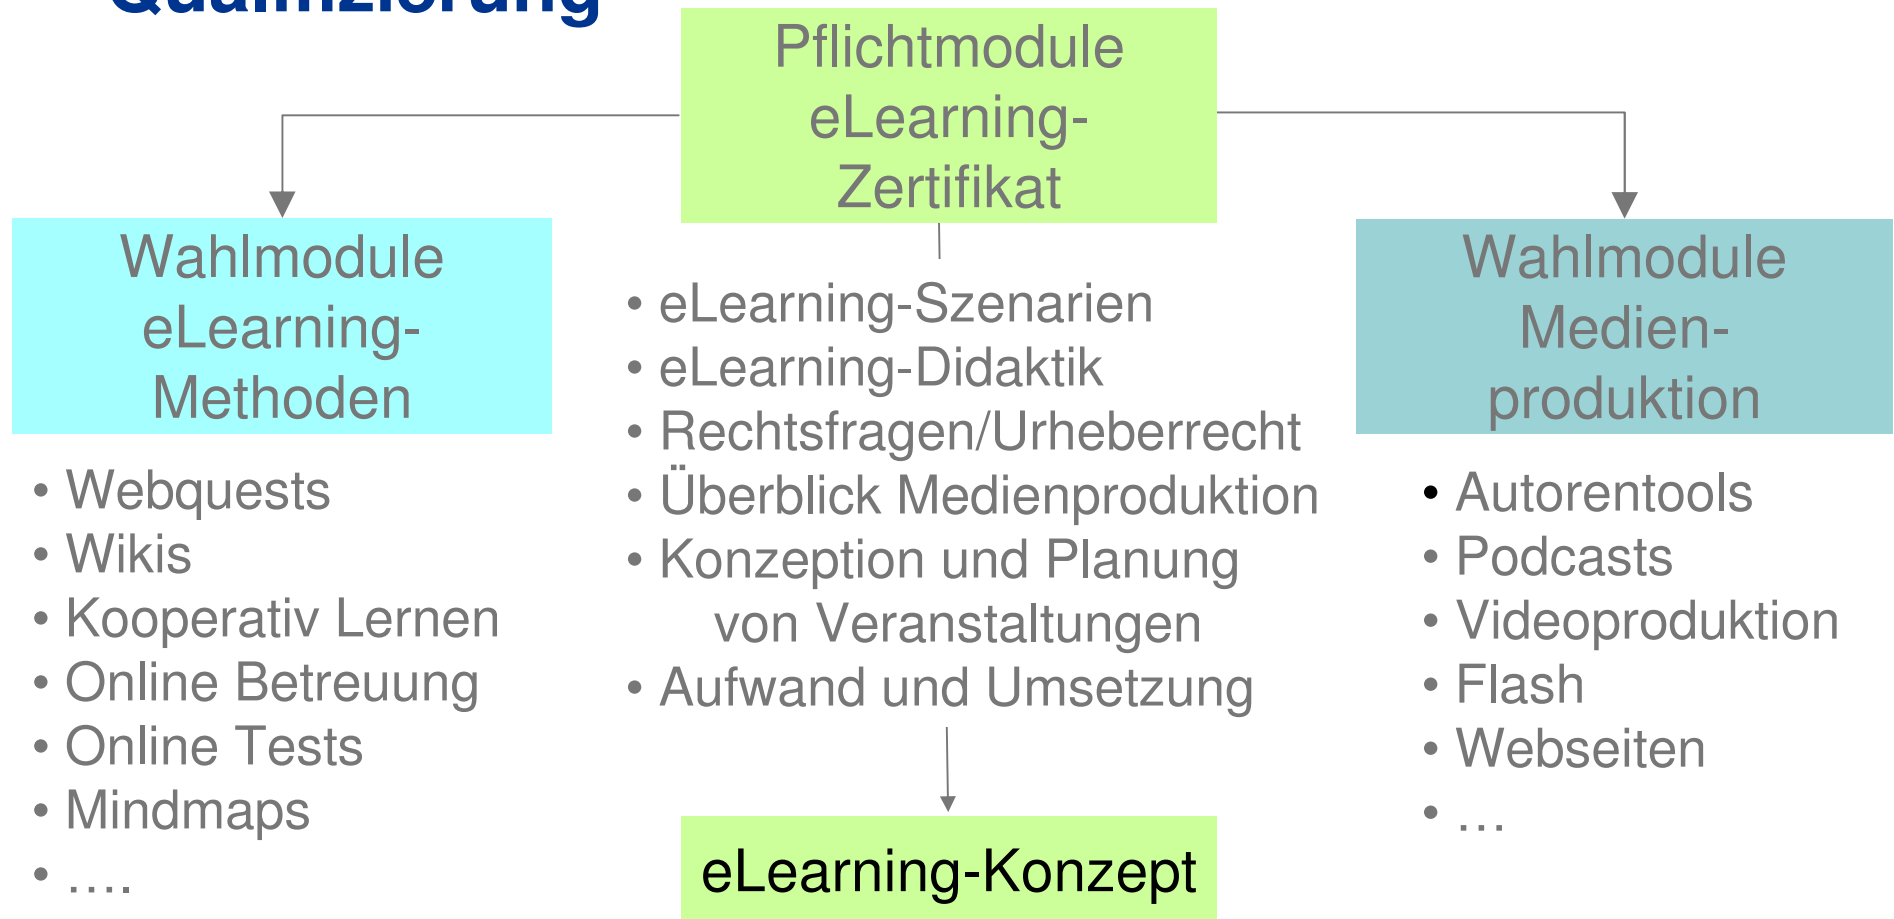 Qualifizierung
Pflichtmodule
eLearning-
Zertifikat
Wahlmodule
eLearning-
Methoden
• Webquests
• Wikis
• Kooperativ Lernen
• Online Betreuung
• Online Tests
• Mindmaps
• ….
• eLearning-Szenarien
• eLearning-Didaktik
• Rechtsfragen/Urheberrecht
• Überblick Medienproduktion
• Konzeption und Planung
von Veranstaltungen
• Aufwand und Umsetzung
eLearning-Konzept
Wahlmodule
Medien-
produktion
• Autorentools
• Podcasts
• Videoproduktion
• Flash
• Webseiten
• …